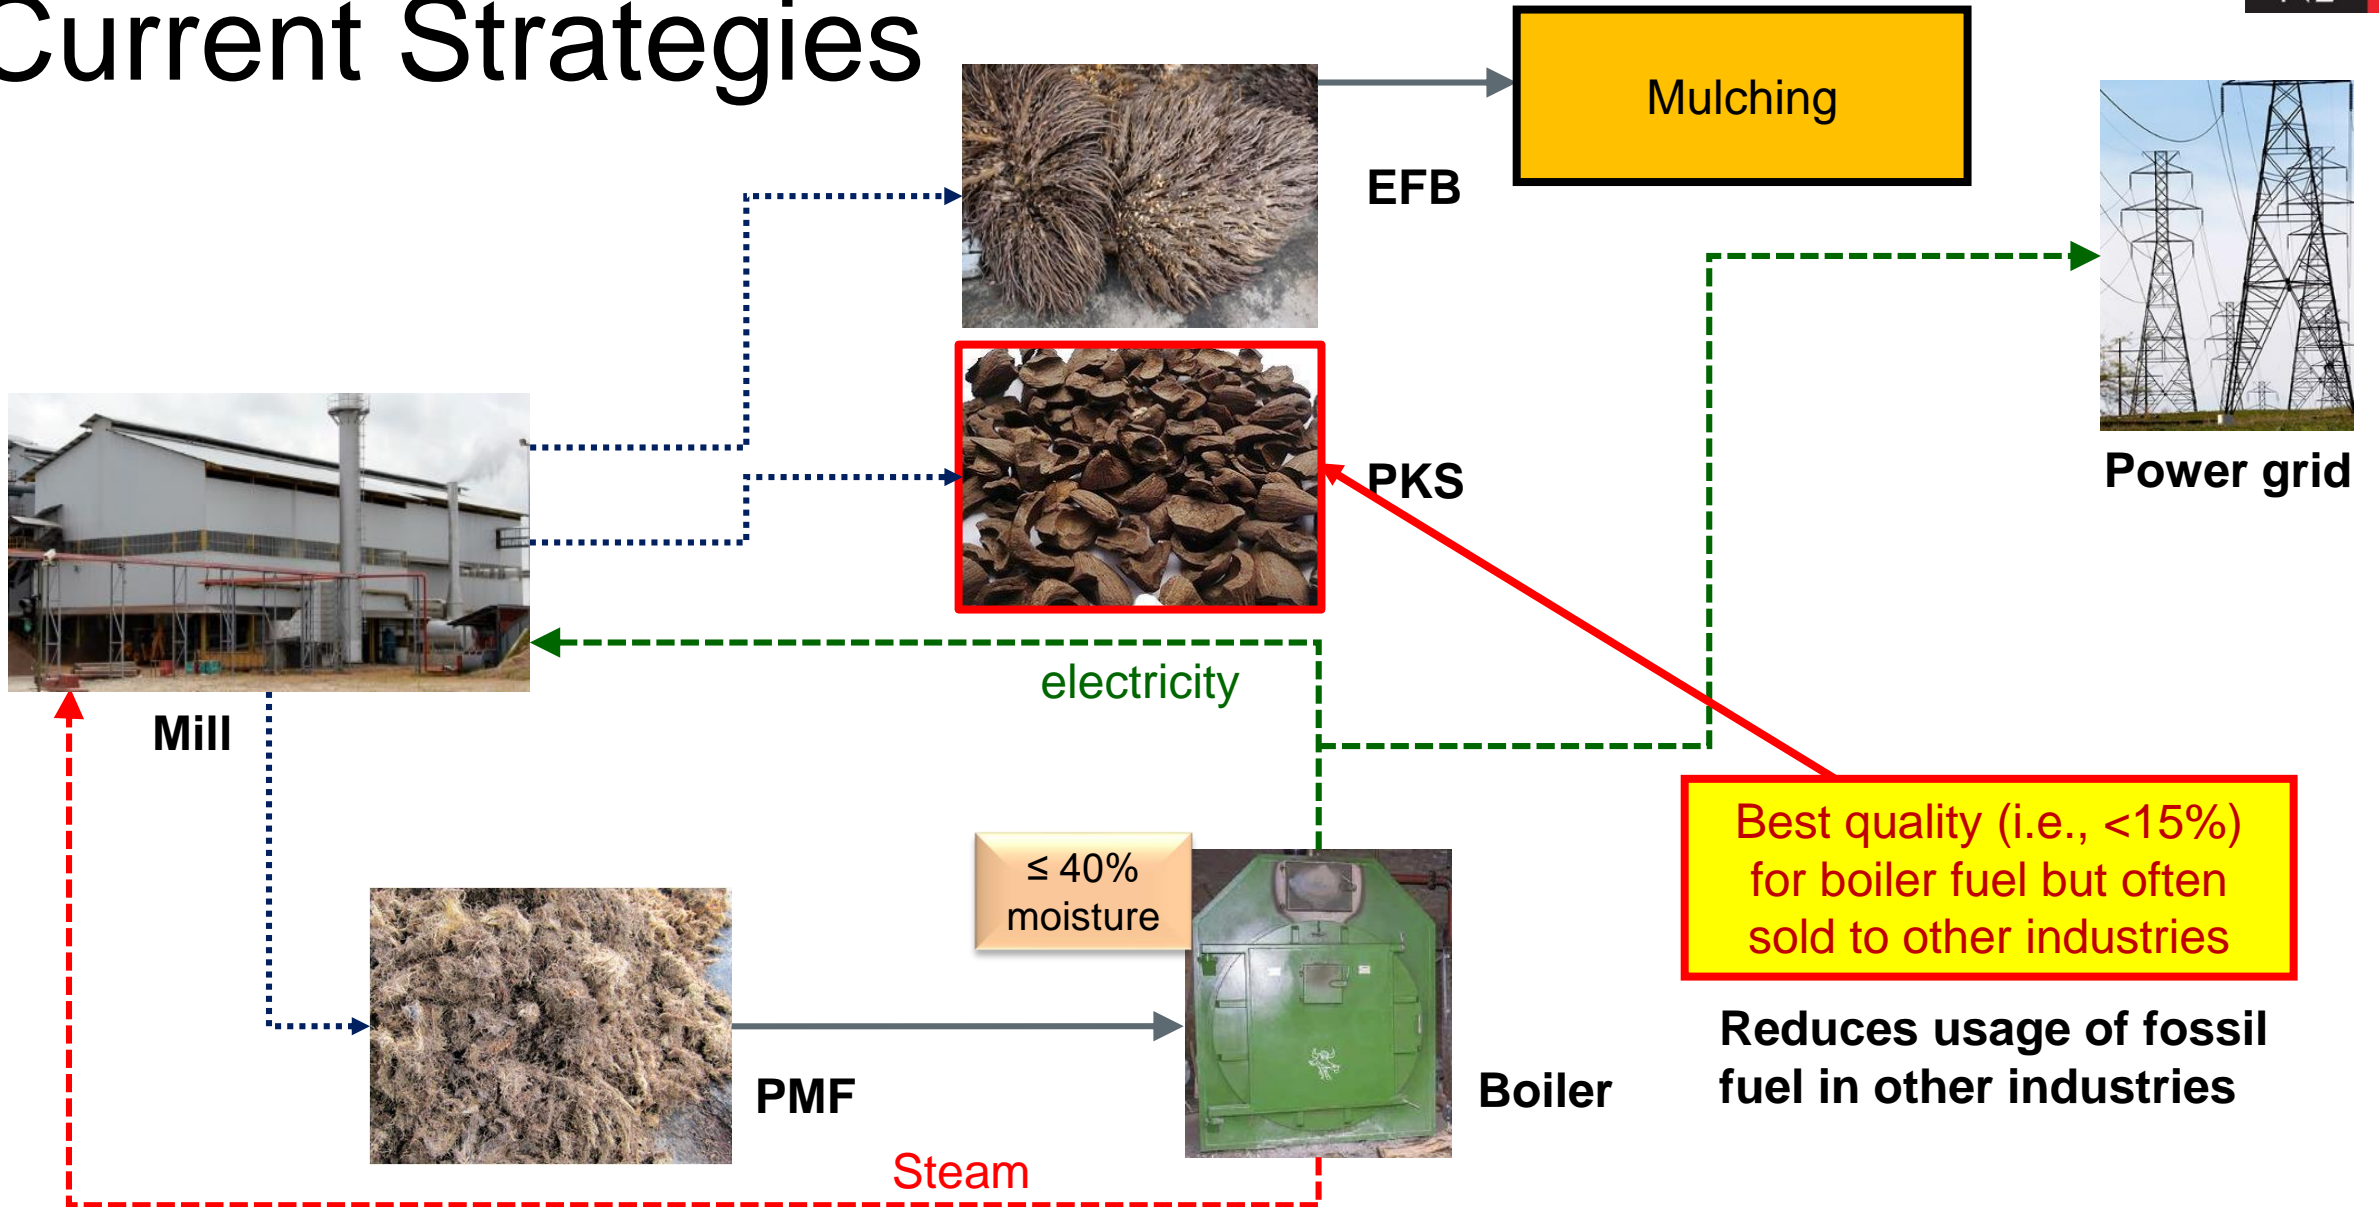 Current Strategies
Mulching
EFB
PKS
Power grid
electricity
Mill
≤ 40%
moisture
Best quality (i.e., <15%)
for boiler fuel but often
sold to other industries
Reduces usage of fossil
fuel in other industries
Boiler
PMF
Steam